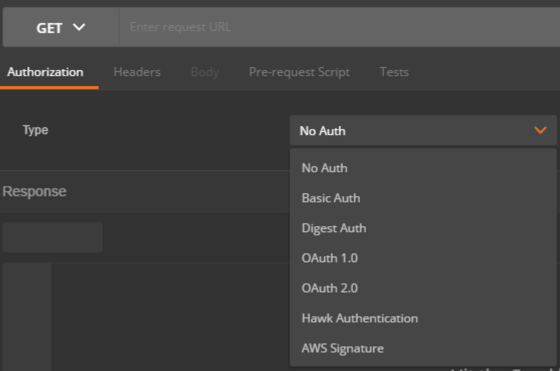 GET Enter request URL
Authorization Headers Body Pre-request Script Tests
Type No Auth
No Auth
Response
Basic Auth
Digest Auth
OAuth 1.0
OAuth 2.0
Hawk Authentication
AWS Signature